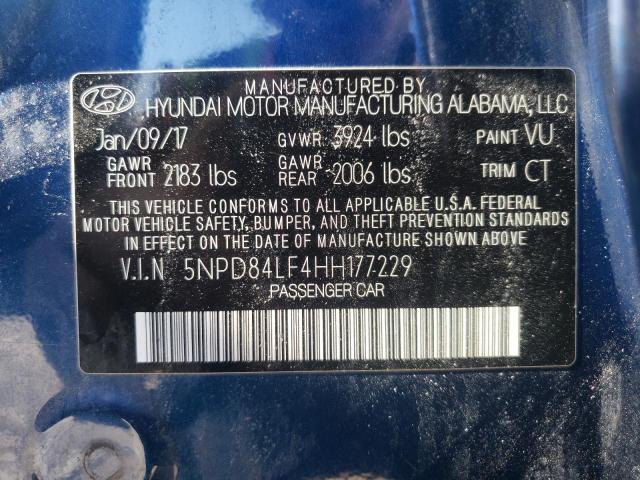 MANUFACTURED BY
HYUNDAI MOTOR MANUFACTURING ALABAMA, LLC
Jan/09/17 GVWR 3924 lbs PAINT VU
GAWR FRONT 2183 lbs GAWR REAR 2006 lbs TRIM CT
THIS VEHICLE CONFORMS TO ALL APPLICABLE U.S.A. FEDERAL
MOTOR VEHICLE SAFETY, BUMPER, AND THEFT PREVENTION STANDARDS
IN EFFECT ON THE DATE OF MANUFACTURE SHOWN ABOVE.
V.I.N 5NPD84LF4HH177229
PASSENGER CAR